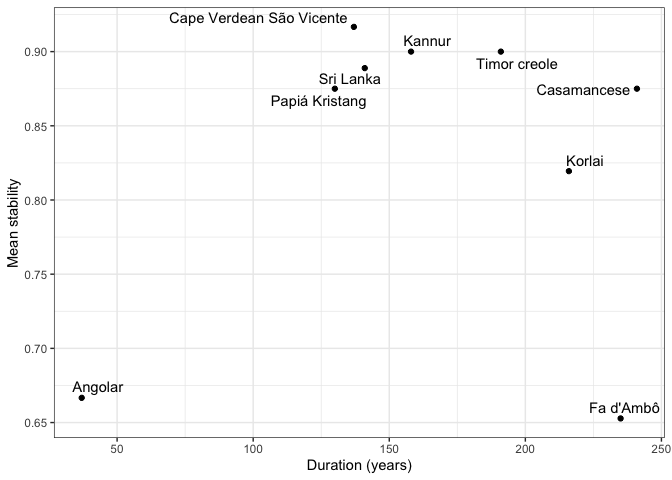 Cape Verdean São Vicente
Kannur
Timor creole
Sri Lanka
Papiá Kristang
Casamancese
Korlai
Angolar
Fa d'Ambô
0.90
0.85
0.80
0.75
0.70
0.65
Mean stability
50
100
150
200
250
Duration (years)